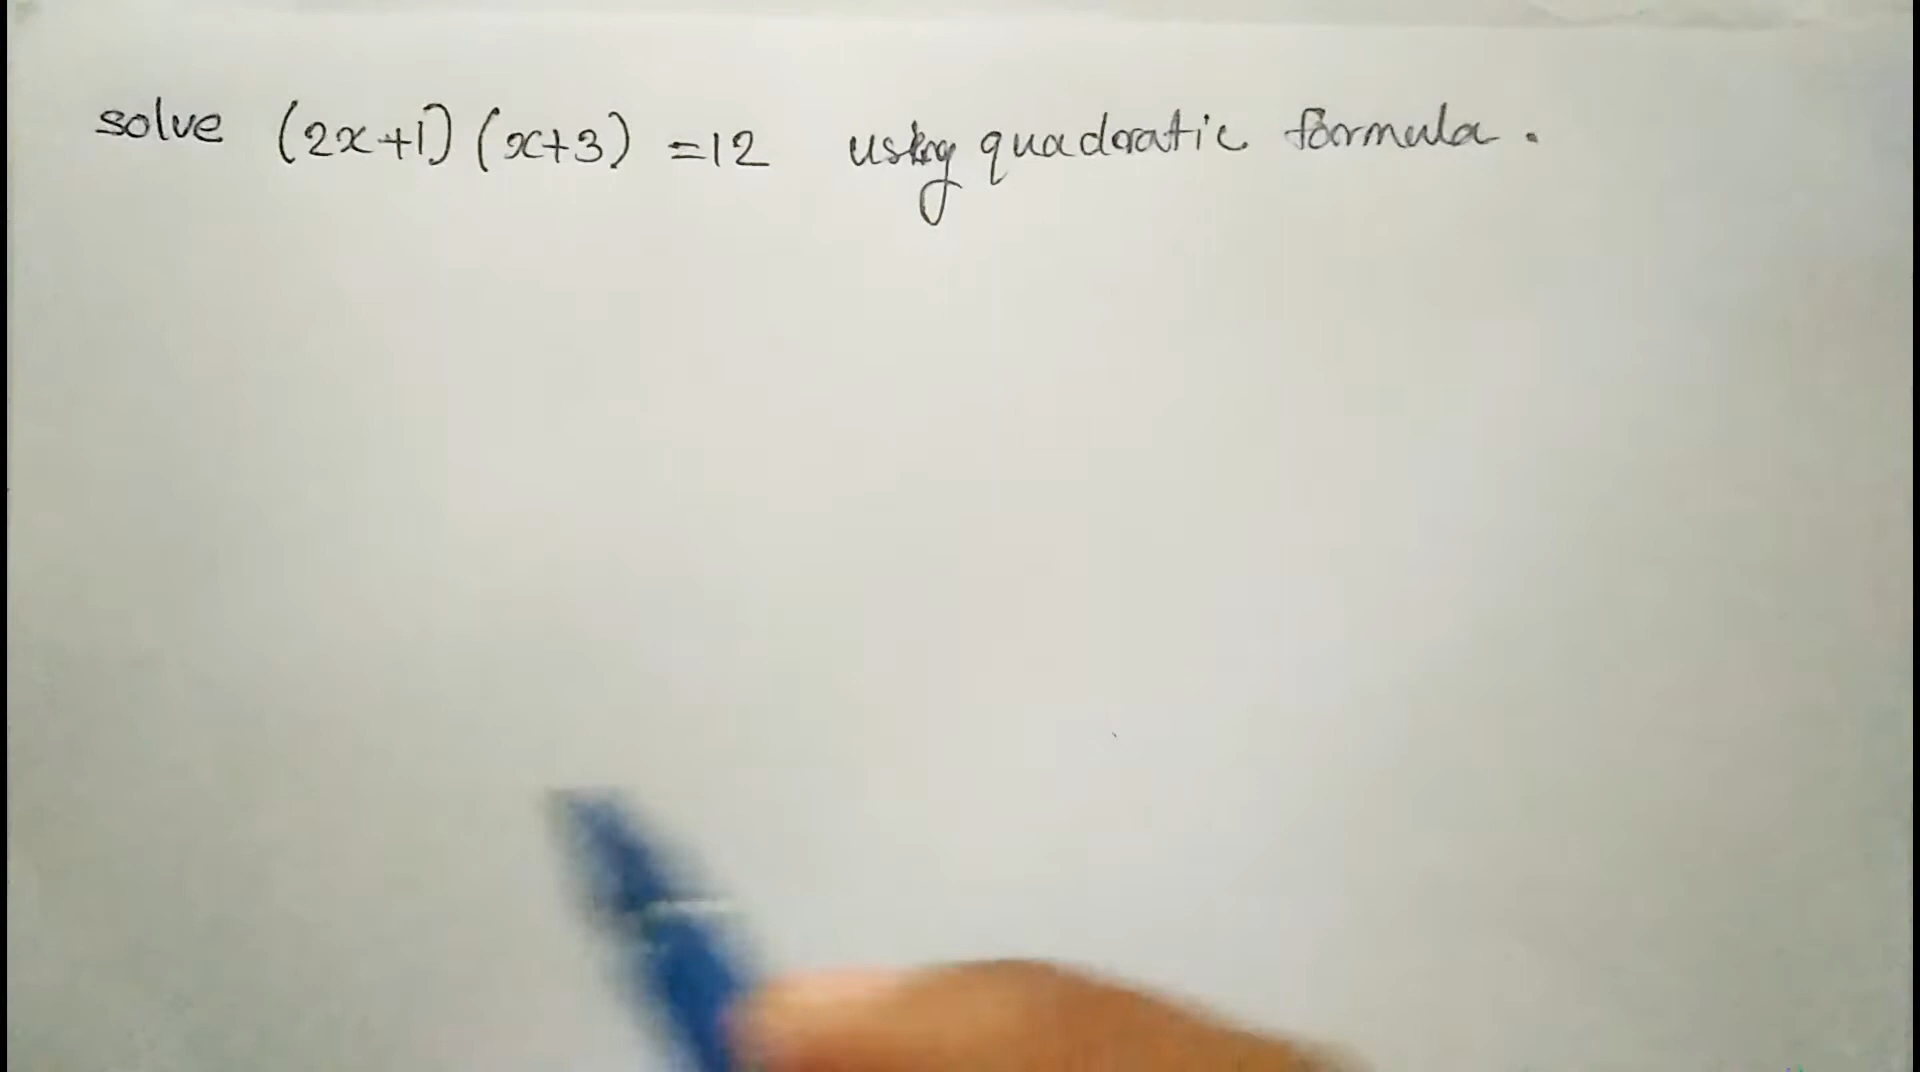 solve (2x+1) (x+3) =12 using quadratic formula.